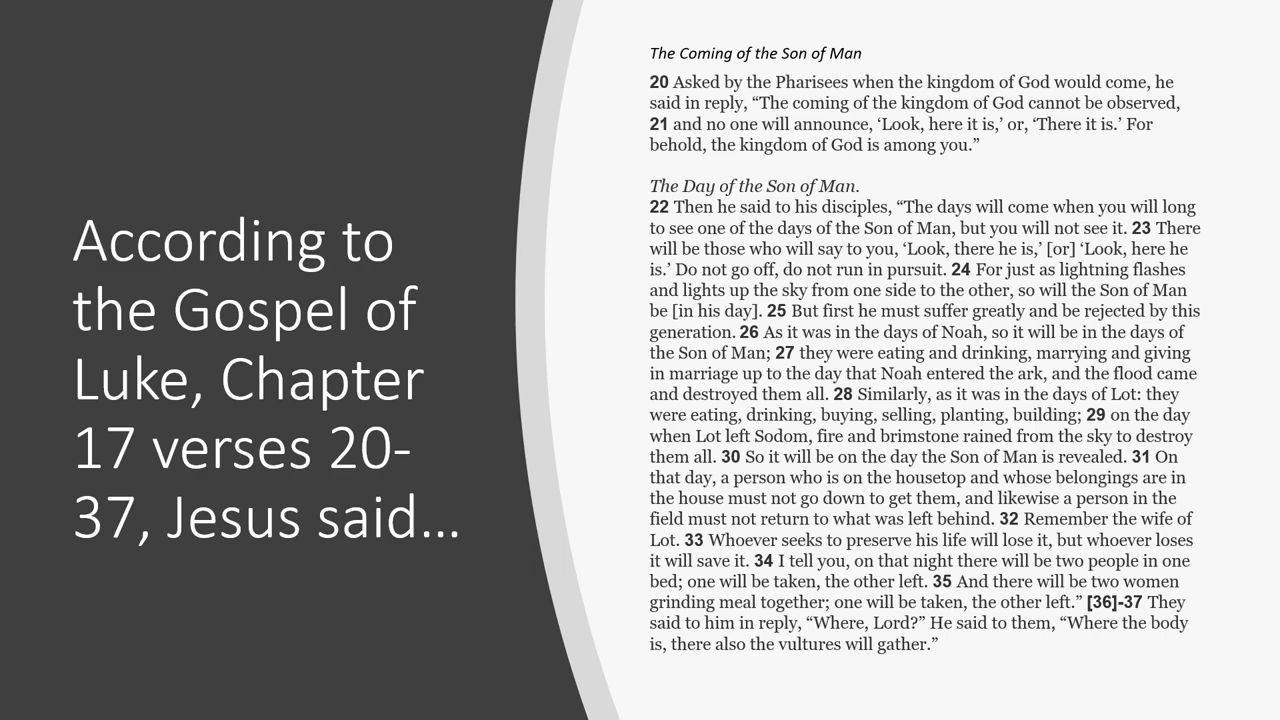 According to
the Gospel of
Luke, Chapter
17 verses 20-
37, Jesus said...
The Coming of the Son of Man
20 Asked by the Pharisees when the kingdom of God would come, he
said in reply, “The coming of the kingdom of God cannot be observed,
21 and no one will announce, ‘Look, here it is,’ or, ‘There it is.’ For
behold, the kingdom of God is among you.”
The Day of the Son of Man.
22 Then he said to his disciples, “The days will come when you will long
to see one of the days of the Son of Man, but you will not see it. 23 There
will be those who will say to you, ‘Look, there he is,’ [or] ‘Look, here he
is.’ Do not go off, do not run in pursuit. 24 For just as lightning flashes
and lights up the sky from one side to the other, so will the Son of Man
be [in his day]. 25 But first he must suffer greatly and be rejected by this
generation. 26 As it was in the days of Noah, so it will be in the days of
the Son of Man; 27 they were eating and drinking, marrying and giving
in marriage up to the day that Noah entered the ark, and the flood came
and destroyed them all. 28 Similarly, as it was in the days of Lot: they
were eating, drinking, buying, selling, planting, building; 29 on the day
when Lot left Sodom, fire and brimstone rained from the sky to destroy
them all. 30 So it will be on the day the Son of Man is revealed. 31 On
that day, a person who is on the housetop and whose belongings are in
the house must not go down to get them, and likewise a person in the
field must not return to what was left behind. 32 Remember the wife of
Lot. 33 Whoever seeks to preserve his life will lose it, but whoever loses
it will save it. 34 I tell you, on that night there will be two people in one
bed; one will be taken, the other left. 35 And there will be two women
grinding meal together; one will be taken, the other left.” [36]-37 They
said to him in reply, “Where, Lord?” He said to them, “Where the body
is, there also the vultures will gather.”